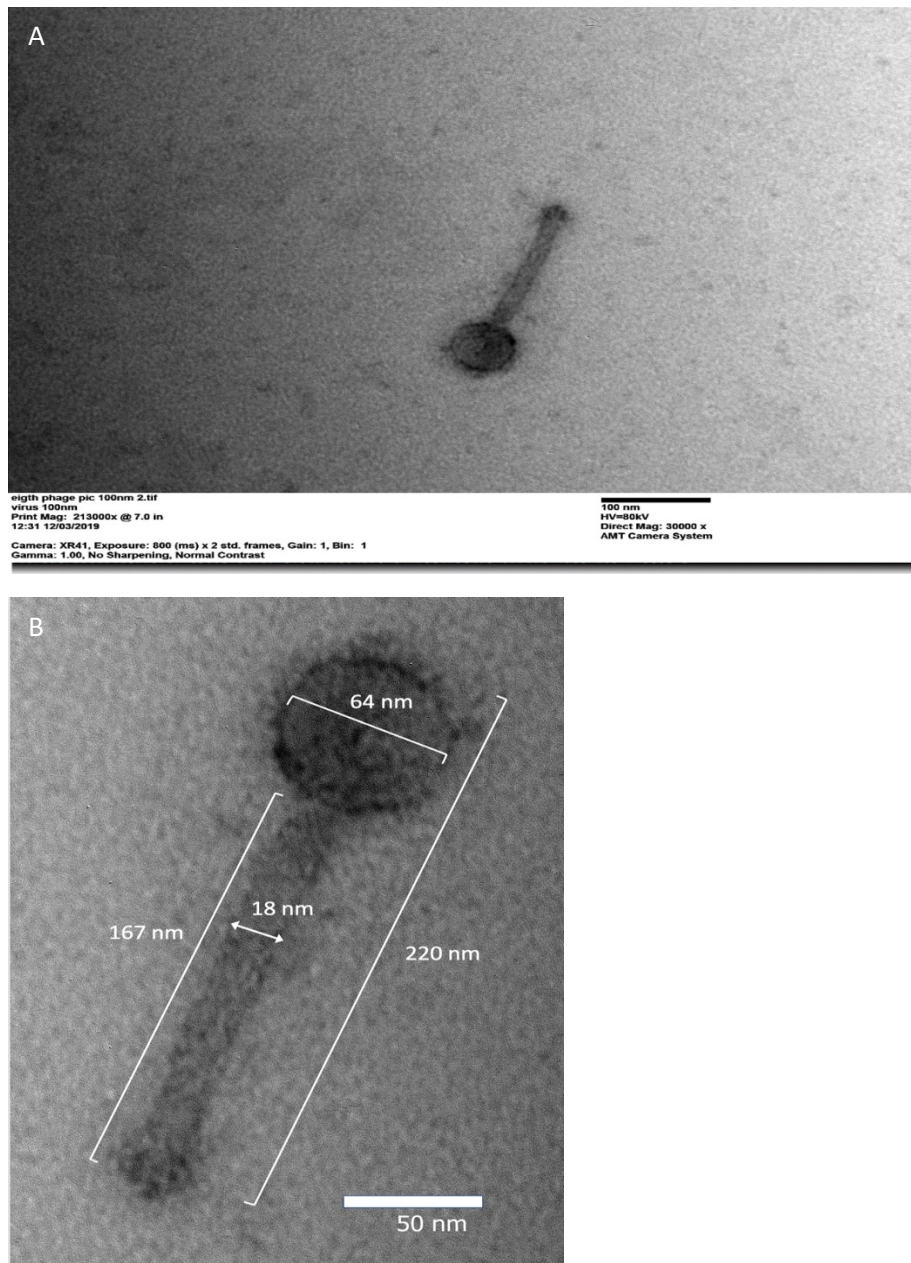 A
eigth phage pic 100nm 2.tif
virus 100nm
Print Mag: 213000x @ 7.0 in
12:31 12/03/2019
Camera: XR41, Exposure: 800 (ms) x 2 std. frames, Gain: 1, Bin: 1
Gamma: 1.00, No Sharpening, Normal Contrast
100 nm
HV=80kV
Direct Mag: 30000 x
AMT Camera System
B
64 nm
18 nm
167 nm
220 nm
50 nm